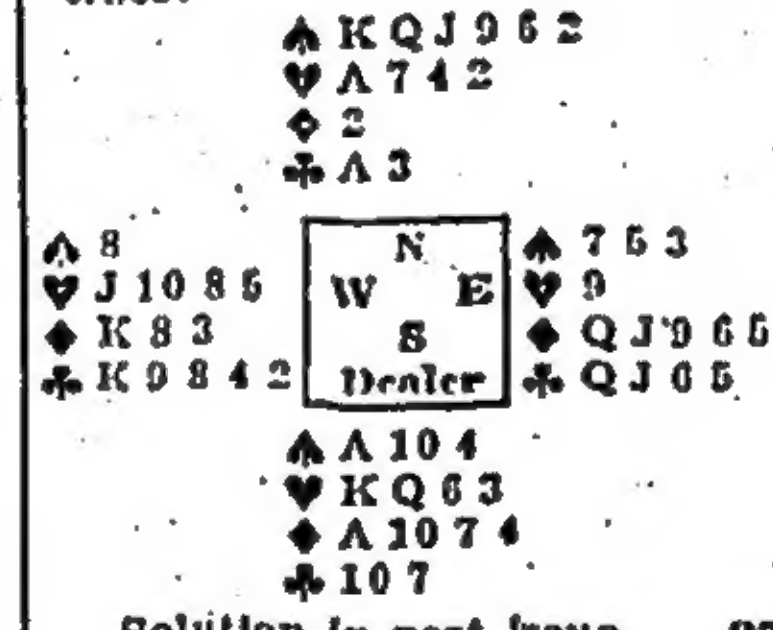 ♠ K Q J 9 6 2
♥ A 7 4 2
♦ 2
♣ A 3
♠ 8
♥ J 10 8 5
♦ K 8 3
♣ K 9 8 4 2
N
W E
S
Dealer
♠ 7 5 3
♥ 9
♦ Q J 9 6 5
♣ Q J 6 5
♠ A 10 4
♥ K Q 6 3
♦ A 10 7 4
♣ 10 7
Solution in next issue